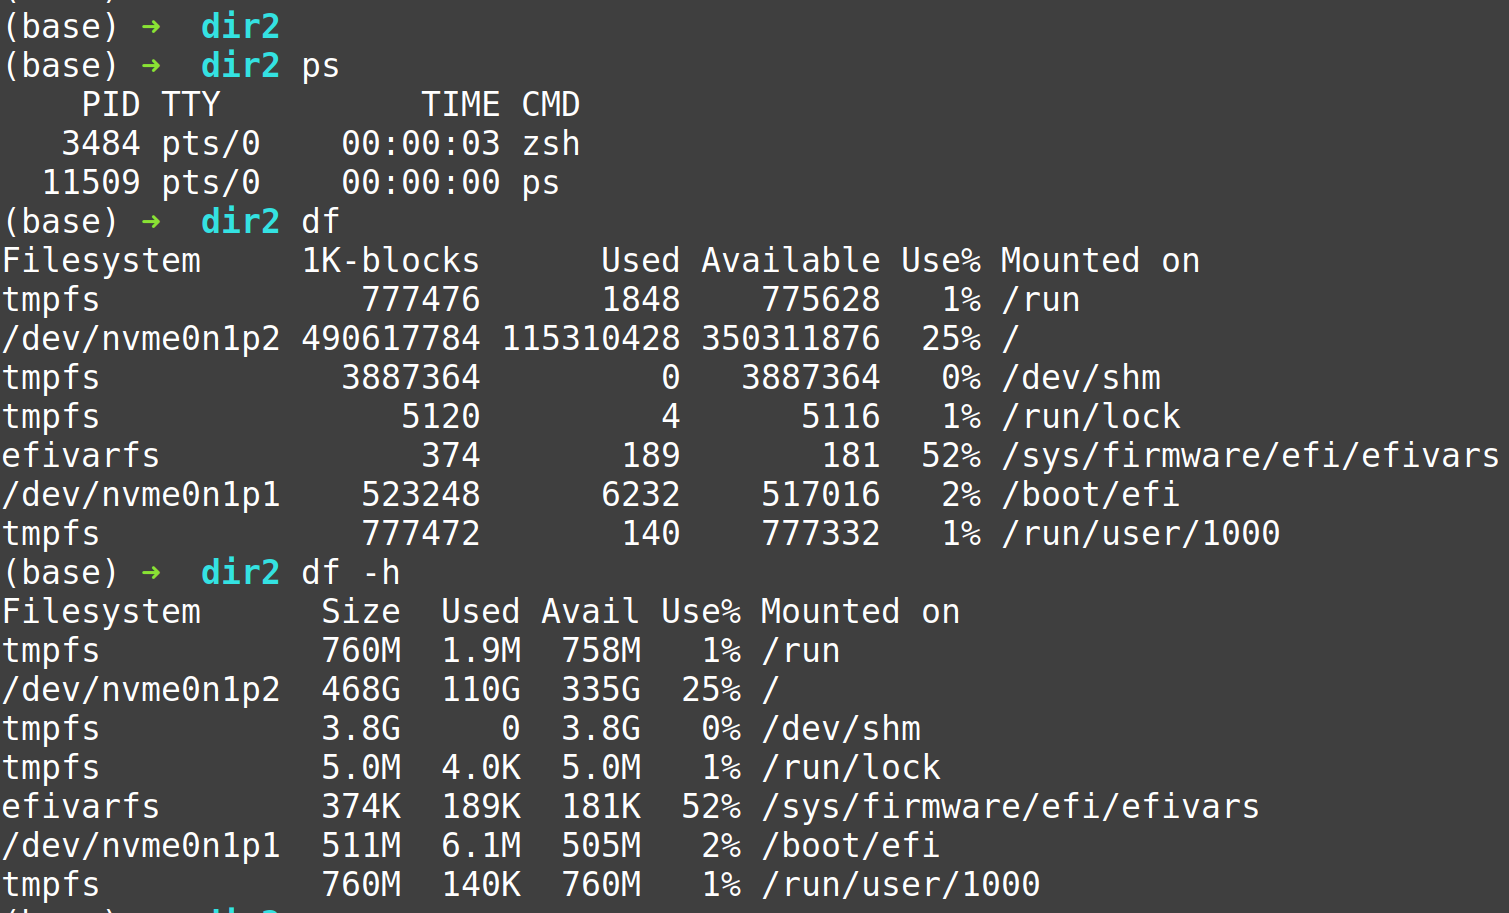 (base) ➜  dir2
(base) ➜  dir2 ps
    PID TTY          TIME CMD
   3484 pts/0    00:00:03 zsh
  11509 pts/0    00:00:00 ps
(base) ➜  dir2 df
Filesystem     1K-blocks      Used Available Use% Mounted on
tmpfs             777476      1848    775628   1% /run
/dev/nvme0n1p2 490617784 115310428 350311876  25% /
tmpfs            3887364         0   3887364   0% /dev/shm
tmpfs               5120         4      5116   1% /run/lock
efivarfs             374       189       181  52% /sys/firmware/efi/efivars
/dev/nvme0n1p1    523248      6232    517016   2% /boot/efi
tmpfs             777472       140    777332   1% /run/user/1000
(base) ➜  dir2 df -h
Filesystem      Size  Used Avail Use% Mounted on
tmpfs           760M  1.9M  758M   1% /run
/dev/nvme0n1p2  468G  110G  335G  25% /
tmpfs           3.8G     0  3.8G   0% /dev/shm
tmpfs           5.0M  4.0K  5.0M   1% /run/lock
efivarfs        374K  189K  181K  52% /sys/firmware/efi/efivars
/dev/nvme0n1p1  511M  6.1M  505M   2% /boot/efi
tmpfs           760M  140K  760M   1% /run/user/1000